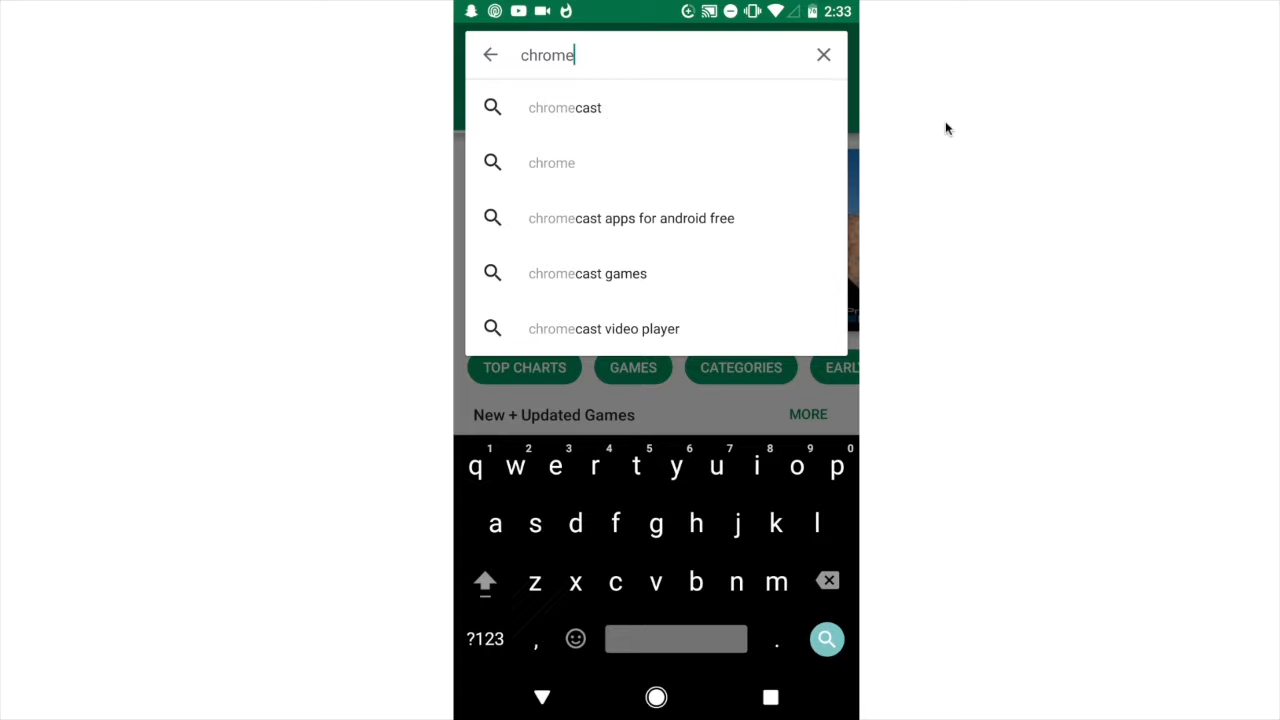 2:33
chrome
chromecast
chrome
chromecast apps for android free
chromecast games
chromecast video player
TOP CHARTS GAMES CATEGORIES EARL
New + Updated Games MORE
1 2 3 4 5 6 7 8 9 0
q w e r t y u i o p
a s d f g h j k l
z x c v b n m
?123 , .